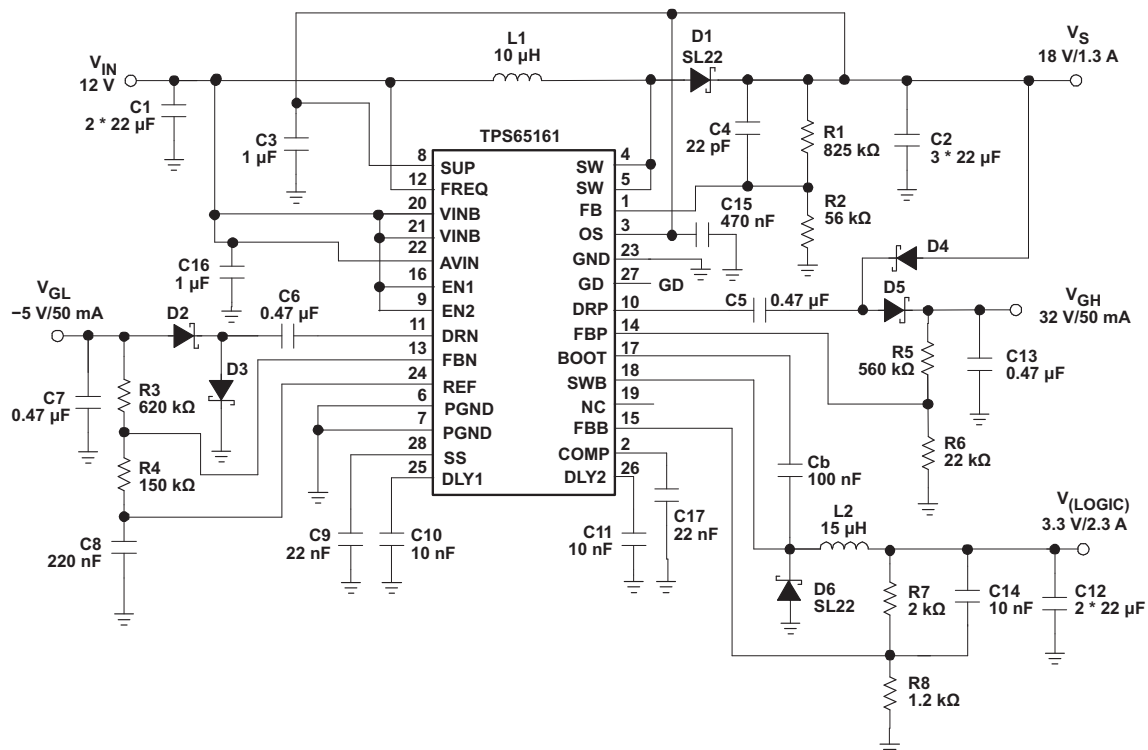 V_IN
12 V
C1
2 * 22 µF
L1
10 µH
D1
SL22
V_S
18 V/1.3 A
C3
1 µF
C4
22 pF
R1
825 kΩ
C2
3 * 22 µF
R2
56 kΩ
C15
470 nF
TPS65161
8
SUP
12
FREQ
20
VINB
21
VINB
22
AVIN
16
EN1
9
EN2
11
DRN
13
FBN
24
REF
6
PGND
7
PGND
28
SS
25
DLY1
4
SW
5
SW
1
FB
3
OS
23
GND
27
GD
GD
10
DRP
14
FBP
17
BOOT
18
SWB
19
NC
15
FBB
2
COMP
26
DLY2
C16
1 µF
V_GL
−5 V/50 mA
D2
C6
0.47 µF
D3
C7
0.47 µF
R3
620 kΩ
R4
150 kΩ
C8
220 nF
C9
22 nF
C10
10 nF
C11
10 nF
C17
22 nF
D4
C5
0.47 µF
D5
V_GH
32 V/50 mA
R5
560 kΩ
C13
0.47 µF
R6
22 kΩ
Cb
100 nF
L2
15 µH
V_(LOGIC)
3.3 V/2.3 A
D6
SL22
R7
2 kΩ
C14
10 nF
C12
2 * 22 µF
R8
1.2 kΩ